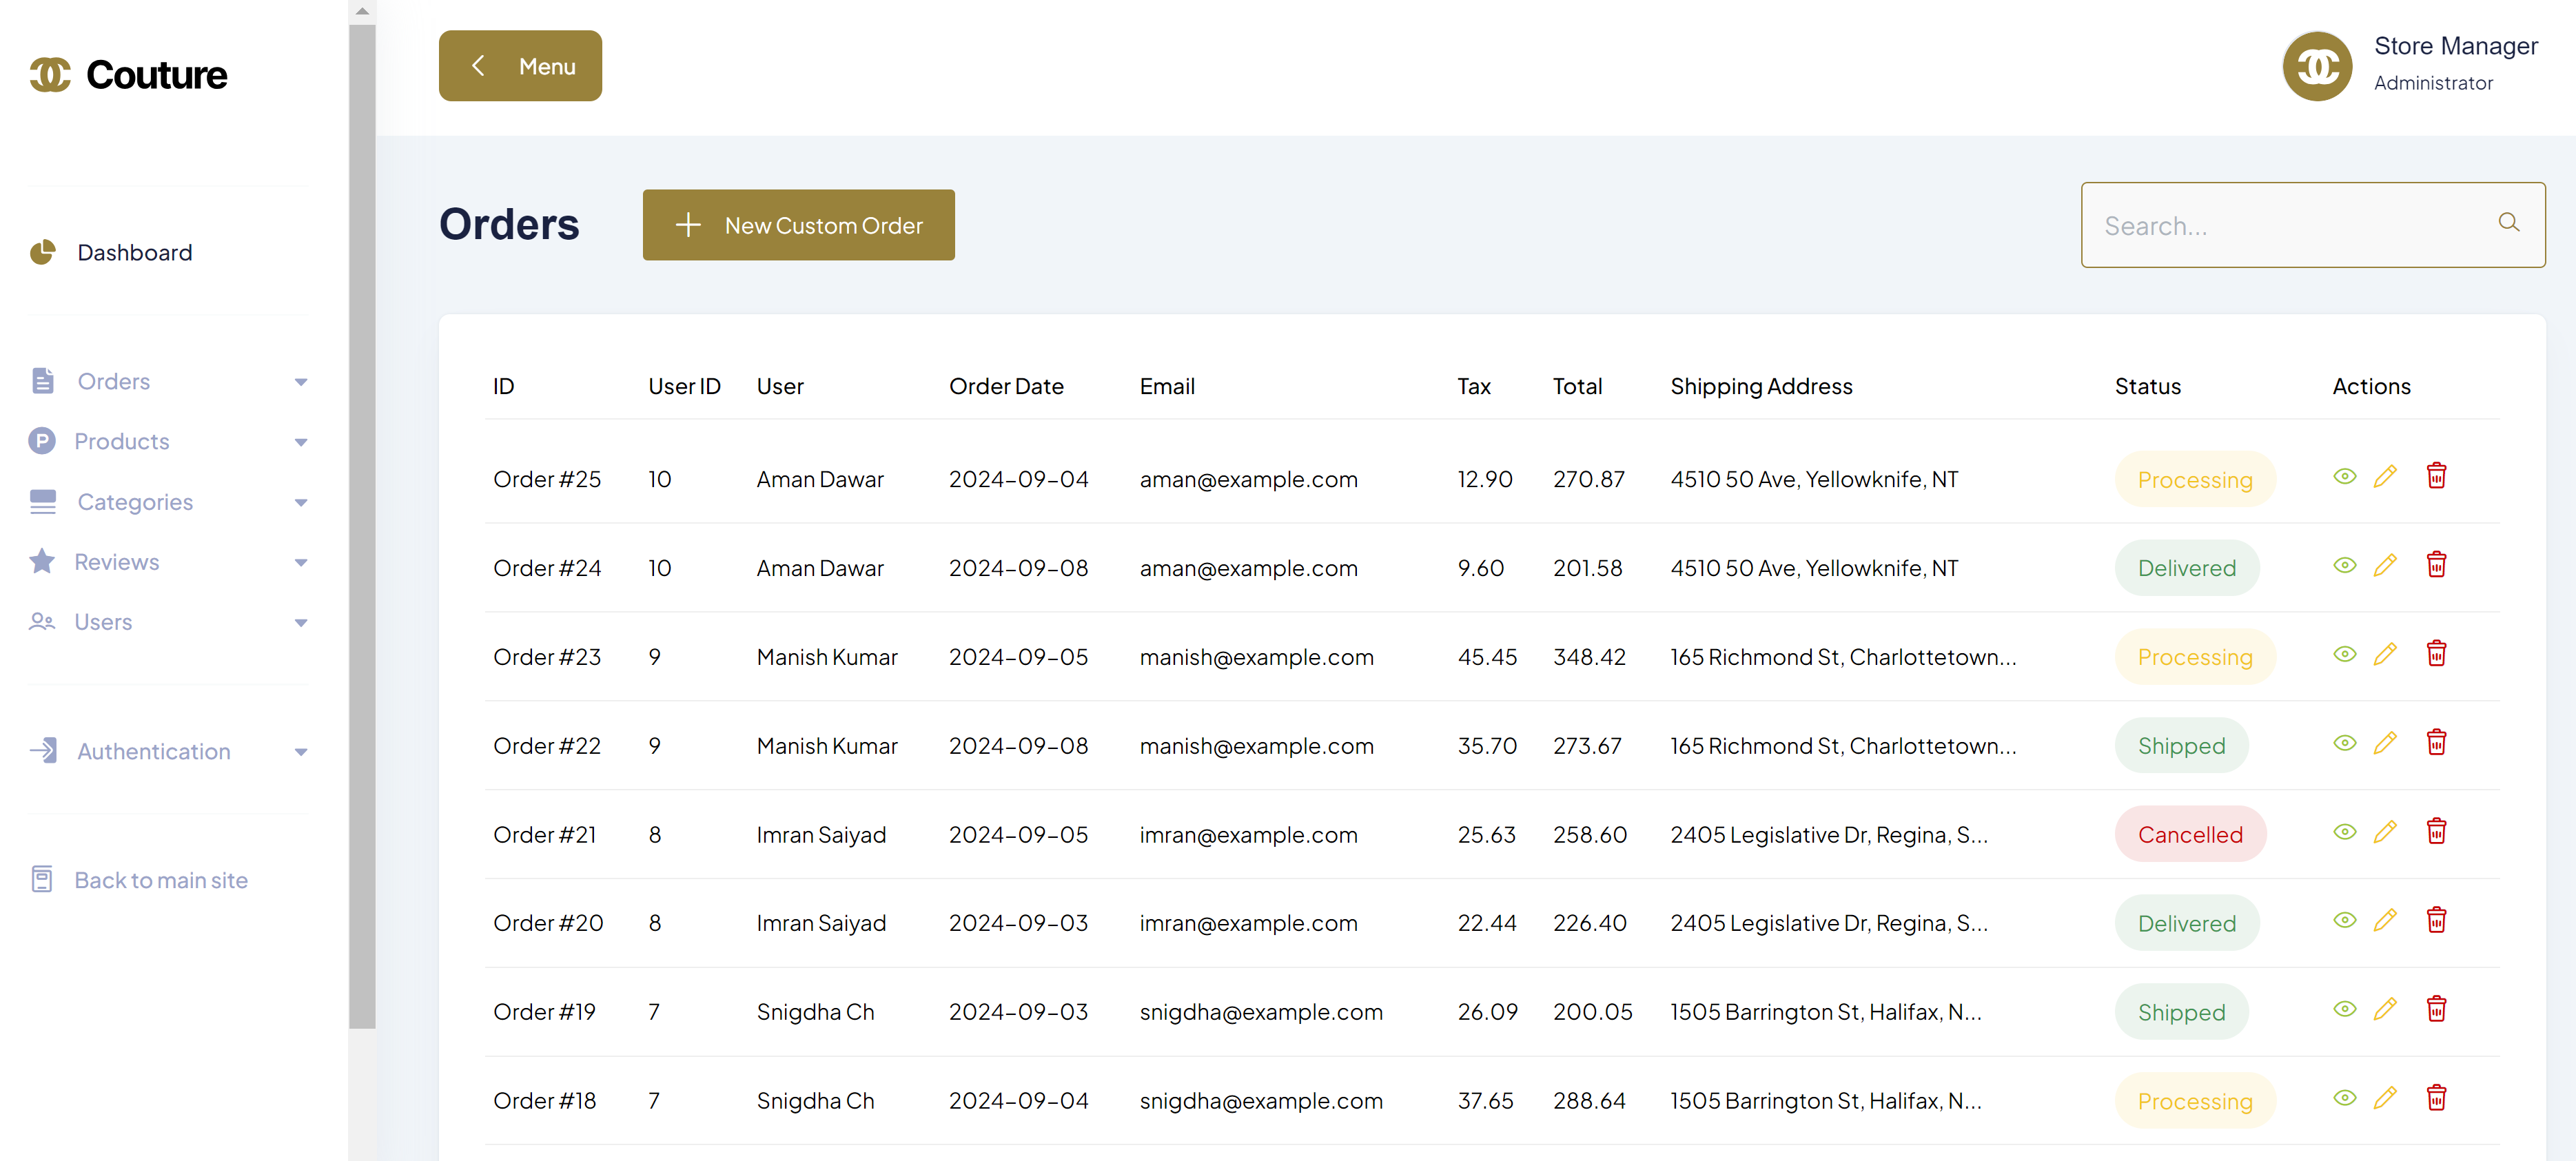 Couture
Menu
Store Manager
Administrator
Dashboard
Orders
Products
Categories
Reviews
Users
Authentication
Back to main site
Orders
New Custom Order
Search...
ID User ID User Order Date Email Tax Total Shipping Address Status Actions
Order #25 10 Aman Dawar 2024-09-04 aman@example.com 12.90 270.87 4510 50 Ave, Yellowknife, NT Processing
Order #24 10 Aman Dawar 2024-09-08 aman@example.com 9.60 201.58 4510 50 Ave, Yellowknife, NT Delivered
Order #23 9 Manish Kumar 2024-09-05 manish@example.com 45.45 348.42 165 Richmond St, Charlottetown... Processing
Order #22 9 Manish Kumar 2024-09-08 manish@example.com 35.70 273.67 165 Richmond St, Charlottetown... Shipped
Order #21 8 Imran Saiyad 2024-09-05 imran@example.com 25.63 258.60 2405 Legislative Dr, Regina, S... Cancelled
Order #20 8 Imran Saiyad 2024-09-03 imran@example.com 22.44 226.40 2405 Legislative Dr, Regina, S... Delivered
Order #19 7 Snigdha Ch 2024-09-03 snigdha@example.com 26.09 200.05 1505 Barrington St, Halifax, N... Shipped
Order #18 7 Snigdha Ch 2024-09-04 snigdha@example.com 37.65 288.64 1505 Barrington St, Halifax, N... Processing